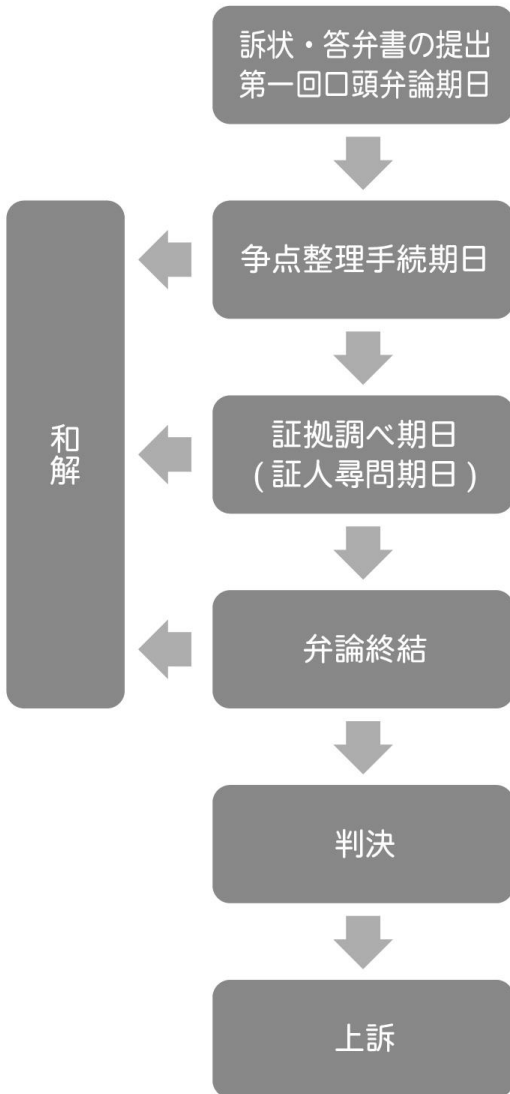 訴状・答弁書の提出
第一回口頭弁論期日
争点整理手続期日
和解
証拠調べ期日
(証人尋問期日)
弁論終結
判決
上訴